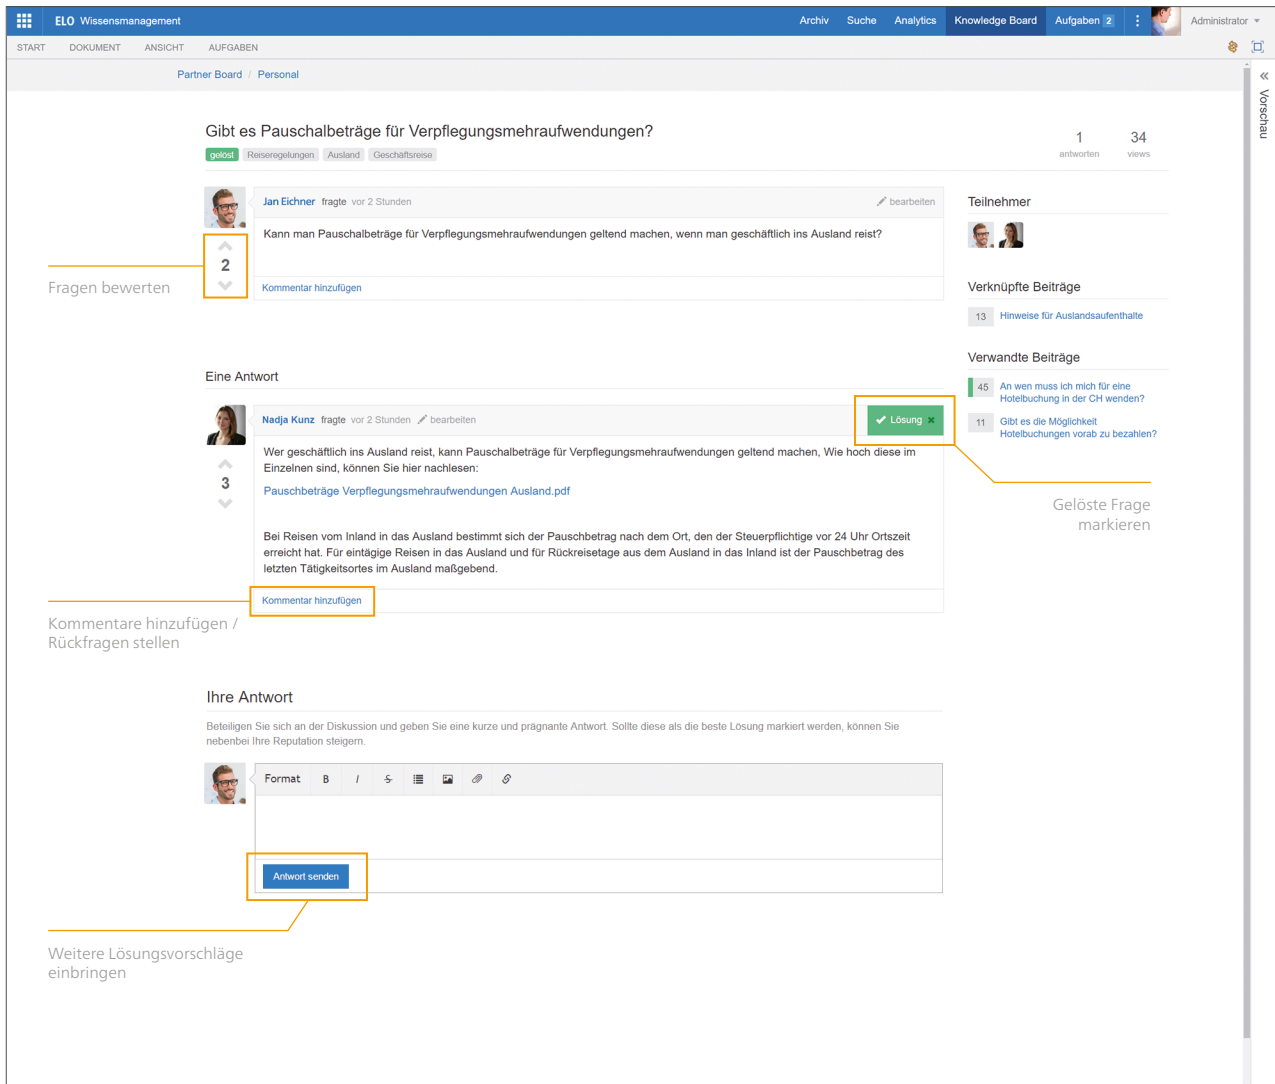 ELO Wissensmanagement
Archiv Suche Analytics Knowledge Board Aufgaben 2 Administrator
START DOKUMENT ANSICHT AUFGABEN
Partner Board / Personal
Vorschau
Gibt es Pauschalbeträge für Verpflegungsmehraufwendungen?
gelöst Reiseregelungen Ausland Geschäftsreise
1 antworten
34 views
Jan Eichner fragte vor 2 Stunden bearbeiten
Kann man Pauschalbeträge für Verpflegungsmehraufwendungen geltend machen, wenn man geschäftlich ins Ausland reist?
2
Kommentar hinzufügen
Fragen bewerten
Teilnehmer
Verknüpfte Beiträge
13 Hinweise für Auslandsaufenthalte
Verwandte Beiträge
45 An wen muss ich mich für eine
Hotelbuchung in der CH wenden?
11 Gibt es die Möglichkeit
Hotelbuchungen vorab zu bezahlen?
Eine Antwort
Nadja Kunz fragte vor 2 Stunden bearbeiten
Lösung
Wer geschäftlich ins Ausland reist, kann Pauschalbeträge für Verpflegungsmehraufwendungen geltend machen, Wie hoch diese im
Einzelnen sind, können Sie hier nachlesen:
3
Pauschbeträge Verpflegungsmehraufwendungen Ausland.pdf
Bei Reisen vom Inland in das Ausland bestimmt sich der Pauschbetrag nach dem Ort, den der Steuerpflichtige vor 24 Uhr Ortszeit
erreicht hat. Für eintägige Reisen in das Ausland und für Rückreisetage aus dem Ausland in das Inland ist der Pauschbetrag des
letzten Tätigkeitsortes im Ausland maßgebend.
Kommentar hinzufügen
Gelöste Frage
markieren
Kommentare hinzufügen /
Rückfragen stellen
Ihre Antwort
Beteiligen Sie sich an der Diskussion und geben Sie eine kurze und prägnante Antwort. Sollte diese als die beste Lösung markiert werden, können Sie
nebenbei Ihre Reputation steigern.
Format B I S
Antwort senden
Weitere Lösungsvorschläge
einbringen